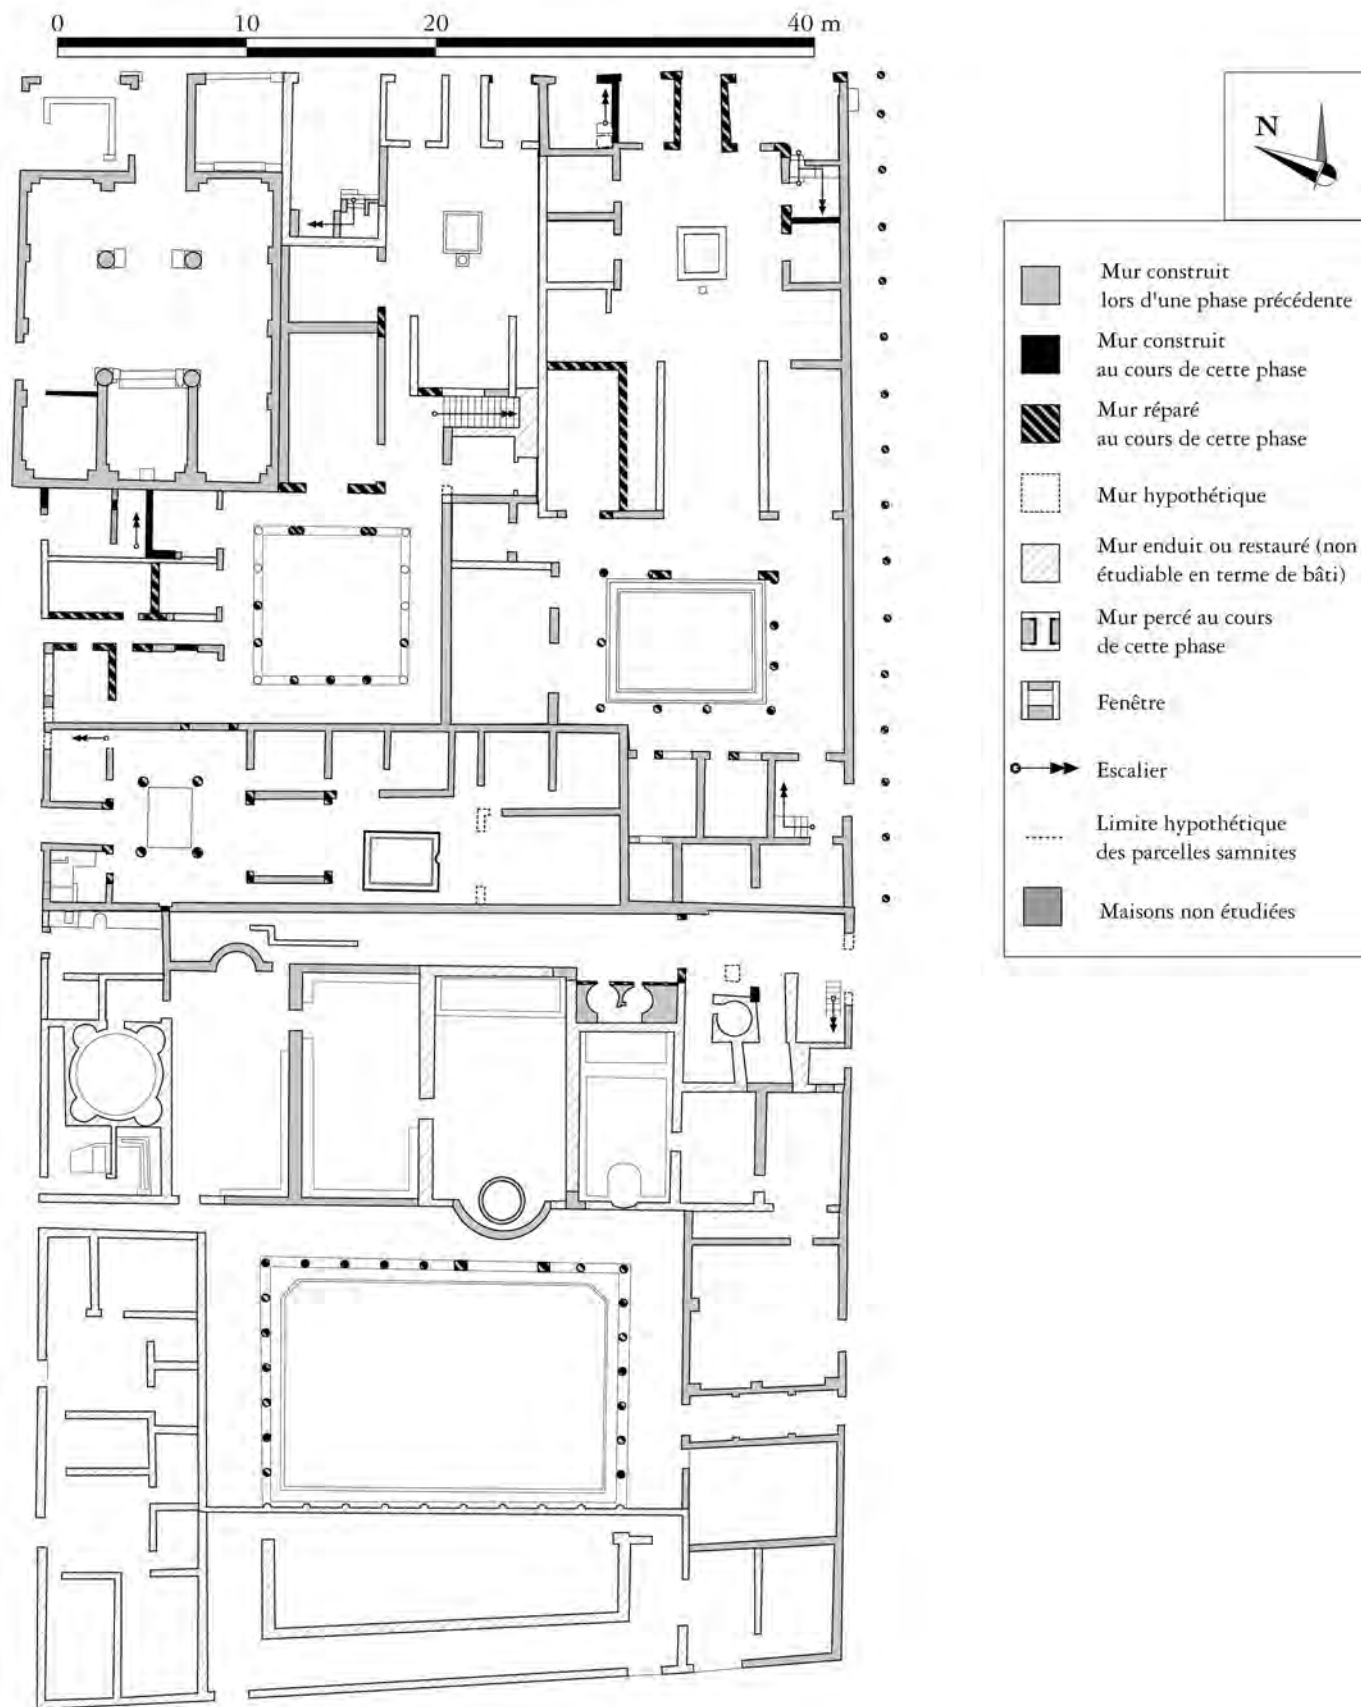 0 10 20 40 m
N
Mur construit
lors d'une phase précédente
Mur construit
au cours de cette phase
Mur réparé
au cours de cette phase
Mur hypothétique
Mur enduit ou restauré (non
étudiable en terme de bâti)
Mur percé au cours
de cette phase
Fenêtre
Escalier
Limite hypothétique
des parcelles samnites
Maisons non étudiées